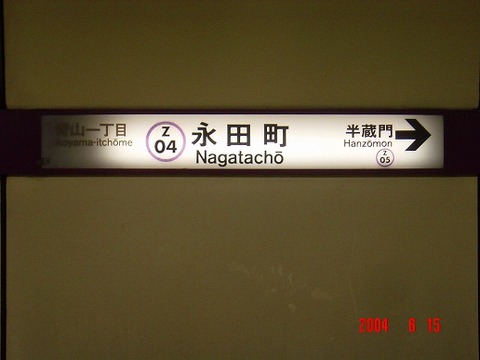 青山一丁目
Aoyama-itchōme
Z
04
永田町
Nagatachō
半蔵門
Hanzōmon
Z
05
2004 6 15